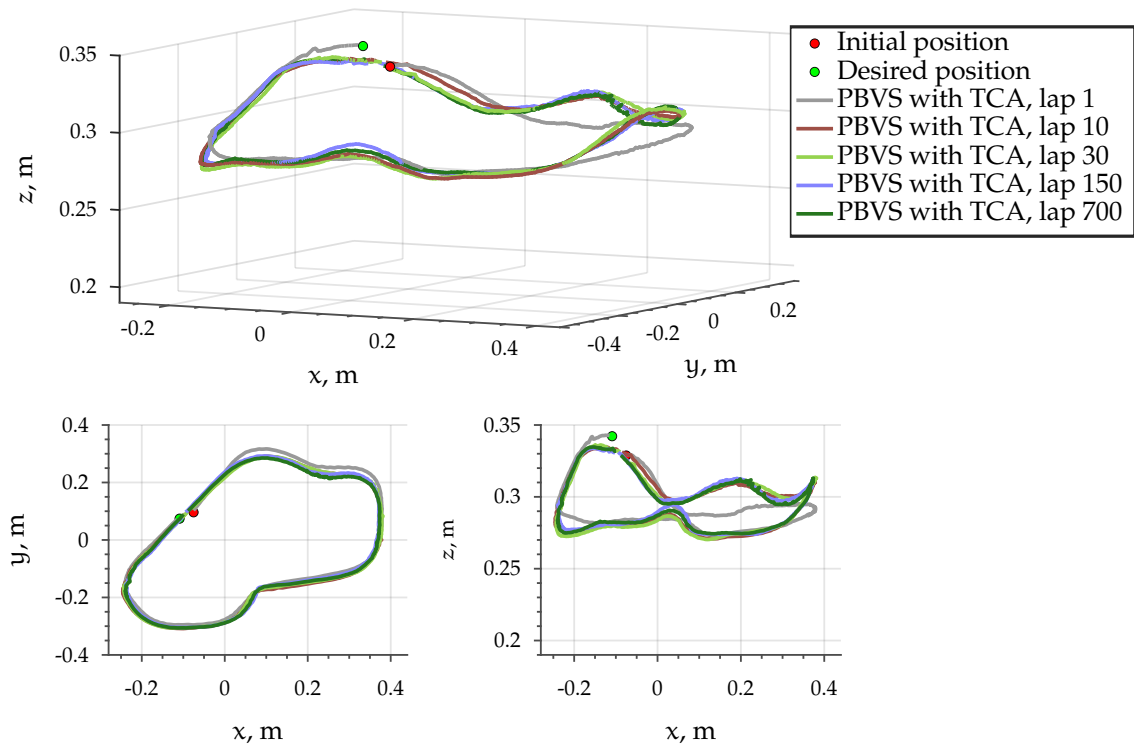 0.35
0.3
0.25
0.2
z, m
-0.2
0
0.2
0.4
x, m
-0.4
-0.2
0
0.2
y, m
Initial position
Desired position
PBVS with TCA, lap 1
PBVS with TCA, lap 10
PBVS with TCA, lap 30
PBVS with TCA, lap 150
PBVS with TCA, lap 700
0.4
0.2
0
-0.2
-0.4
y, m
-0.2
0
0.2
0.4
x, m
0.35
0.3
0.25
0.2
z, m
-0.2
0
0.2
0.4
x, m